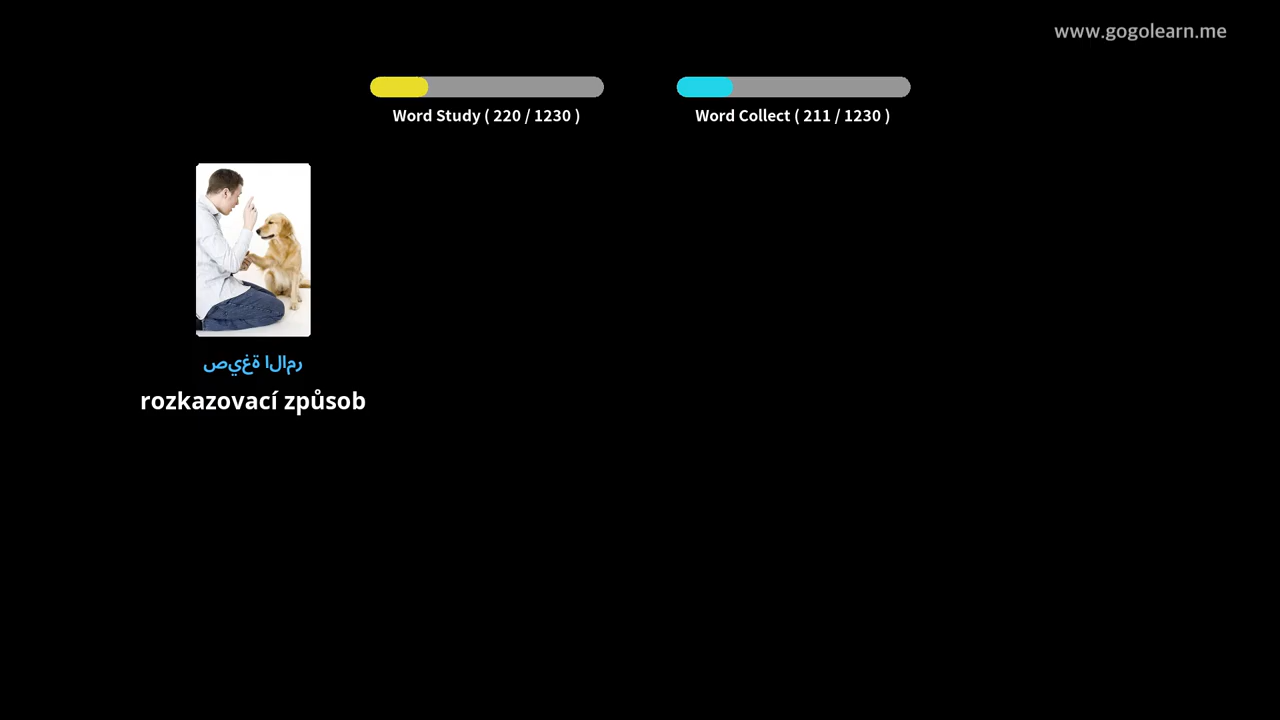 www.gogolearn.me
Word Study ( 220 / 1230 )
Word Collect ( 211 / 1230 )
صيغة الامر
rozkazovací způsob